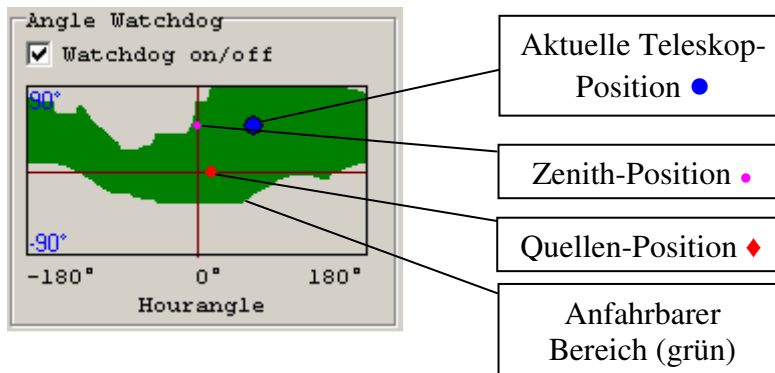 Angle Watchdog
Watchdog on/off
90°
-90°
-180° 0° 180°
Hourangle
Aktuelle Teleskop-
Position
Zenith-Position
Quellen-Position
Anfahrbarer
Bereich (grün)